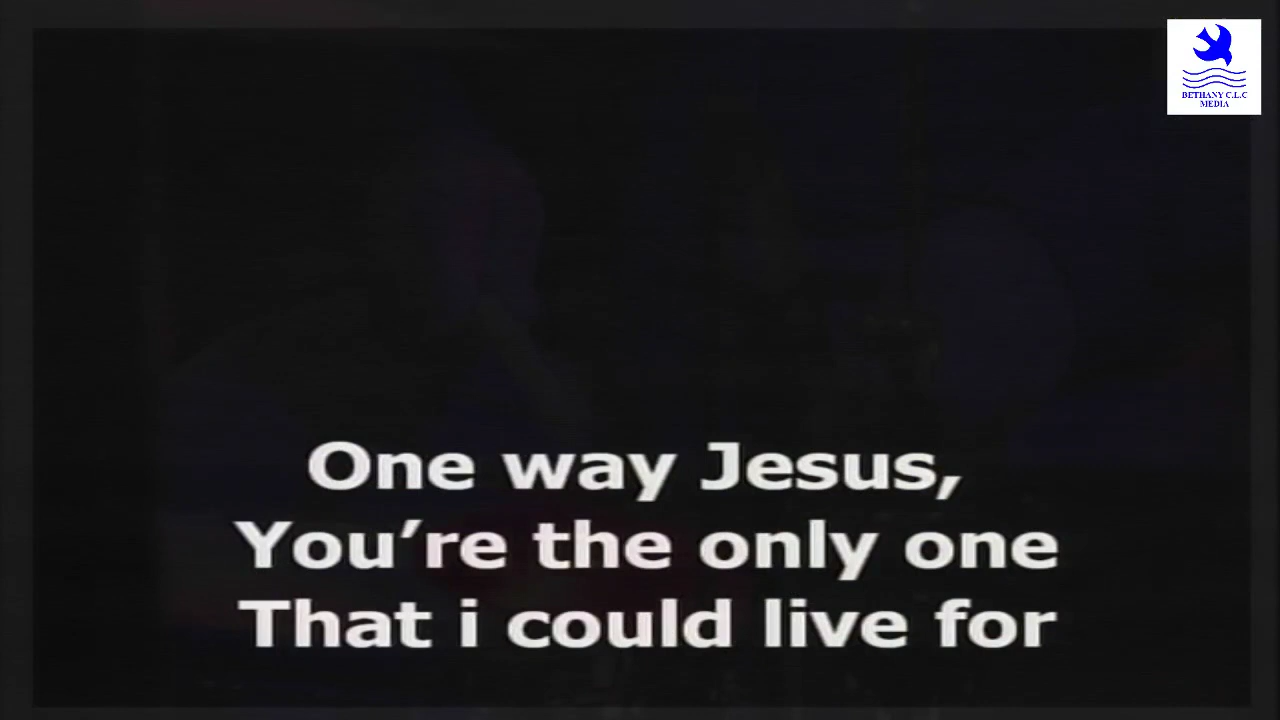 BETHANY C.L.C
MEDIA
One way Jesus,
You're the only one
That i could live for